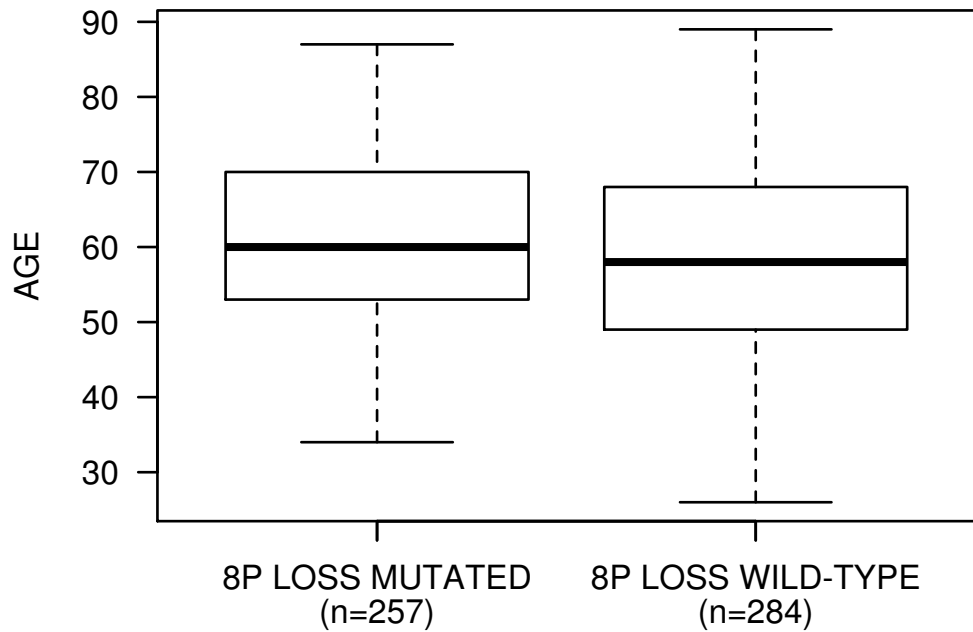 90
80
70
60
50
40
30
AGE
8P LOSS MUTATED
(n=257)
8P LOSS WILD-TYPE
(n=284)